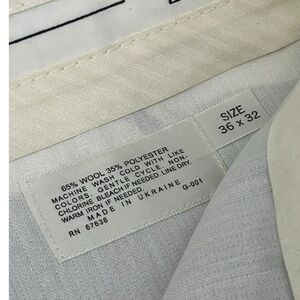 65% WOOL 35% POLYESTER
MACHINE WASH COLD WITH LIKE
COLORS. GENTLE CYCLE. NON-
CHLORINE BLEACH IF NEEDED. LINE DRY.
WARM IRON IF NEEDED. G-001
MADE IN UKRAINE
RN 67636
SIZE
36 x 32